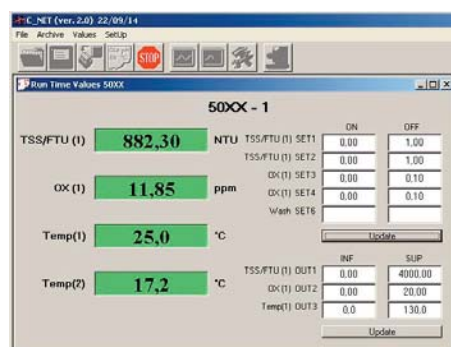 C_NET (ver. 2.0) 22/09/14
File Archive Values SetUp
STOP
Run Time Values 50XX
50XX - 1
ON OFF
TSS/FTU (1) 882,30 NTU TSS/FTU (1) SET1 0,00 1,00
TSS/FTU (1) SET2 0,00 1,00
OX (1) 11,85 ppm OX (1) SET3 0,00 0,10
OX (1) SET4 0,00 0,10
Wash SET6
Temp(1) 25,0 °C Update
INF SUP
Temp(2) 17,2 °C TSS/FTU (1) OUT1 0.00 4000.00
OX (1) OUT2 0,00 20,00
Temp(1) OUT3 0.0 130.0
Update